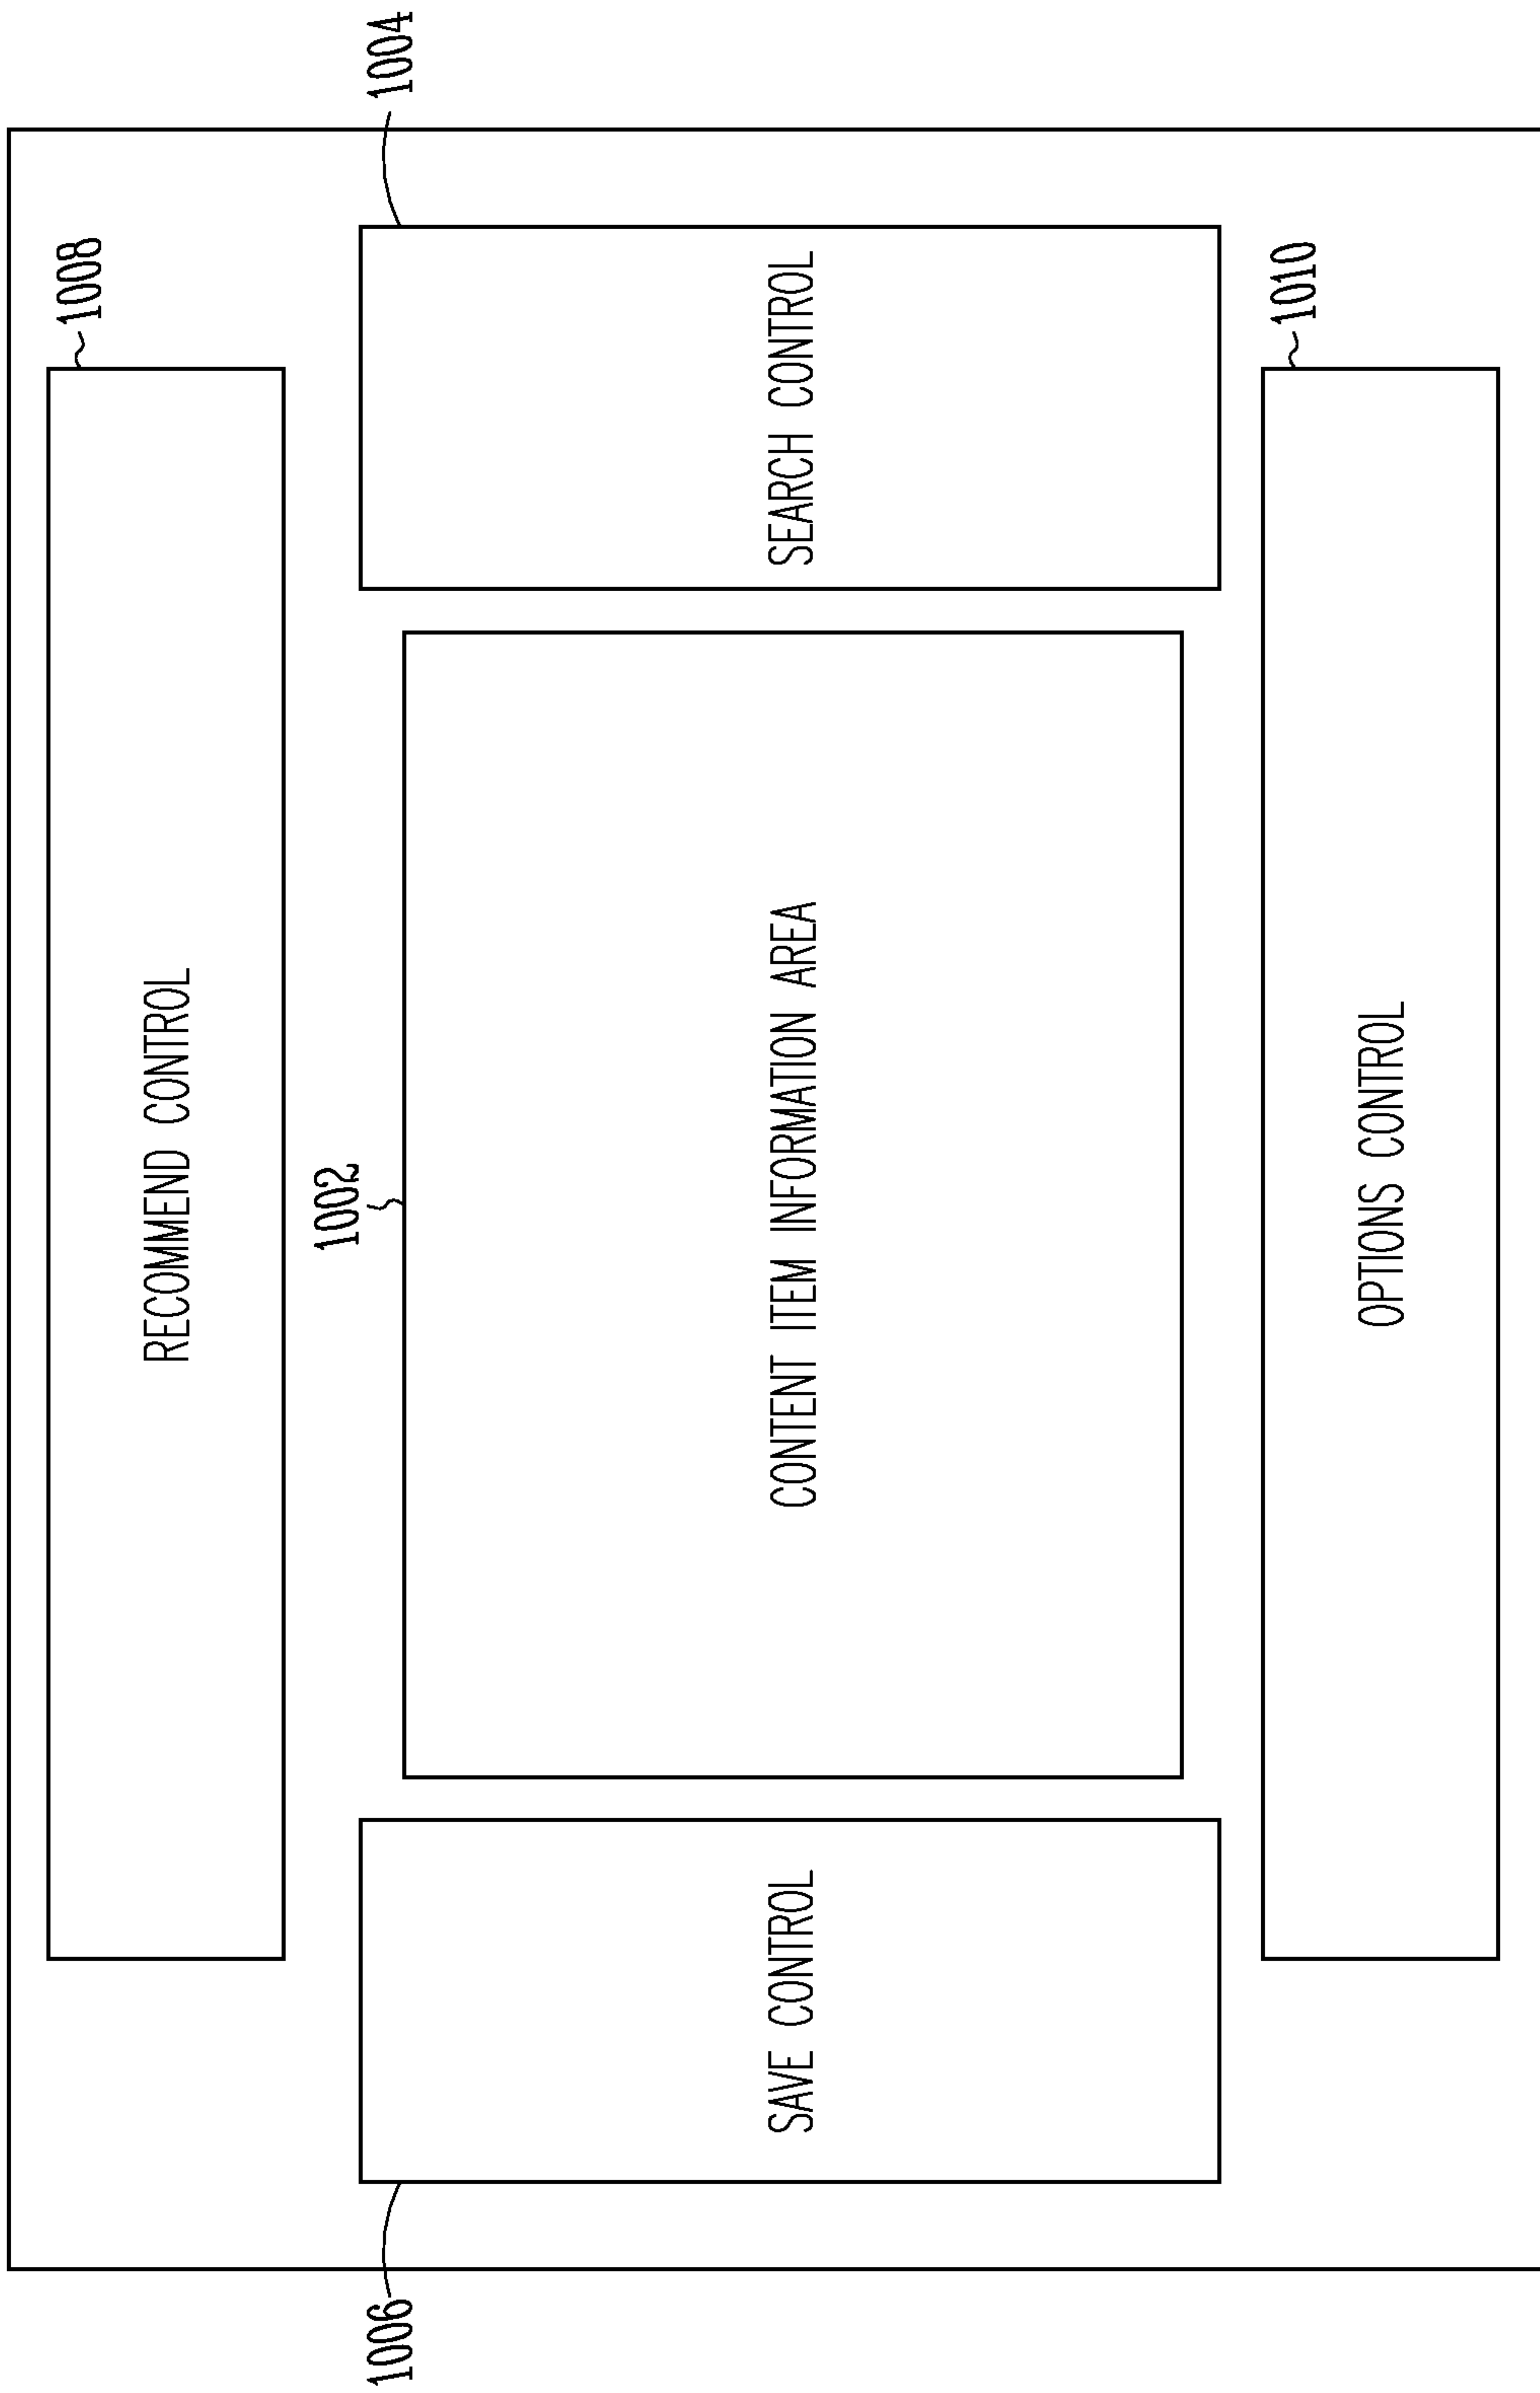 1008
RECOMMEND CONTROL
1002
1006
1004
SAVE CONTROL
CONTENT ITEM INFORMATION AREA
SEARCH CONTROL
1010
OPTIONS CONTROL